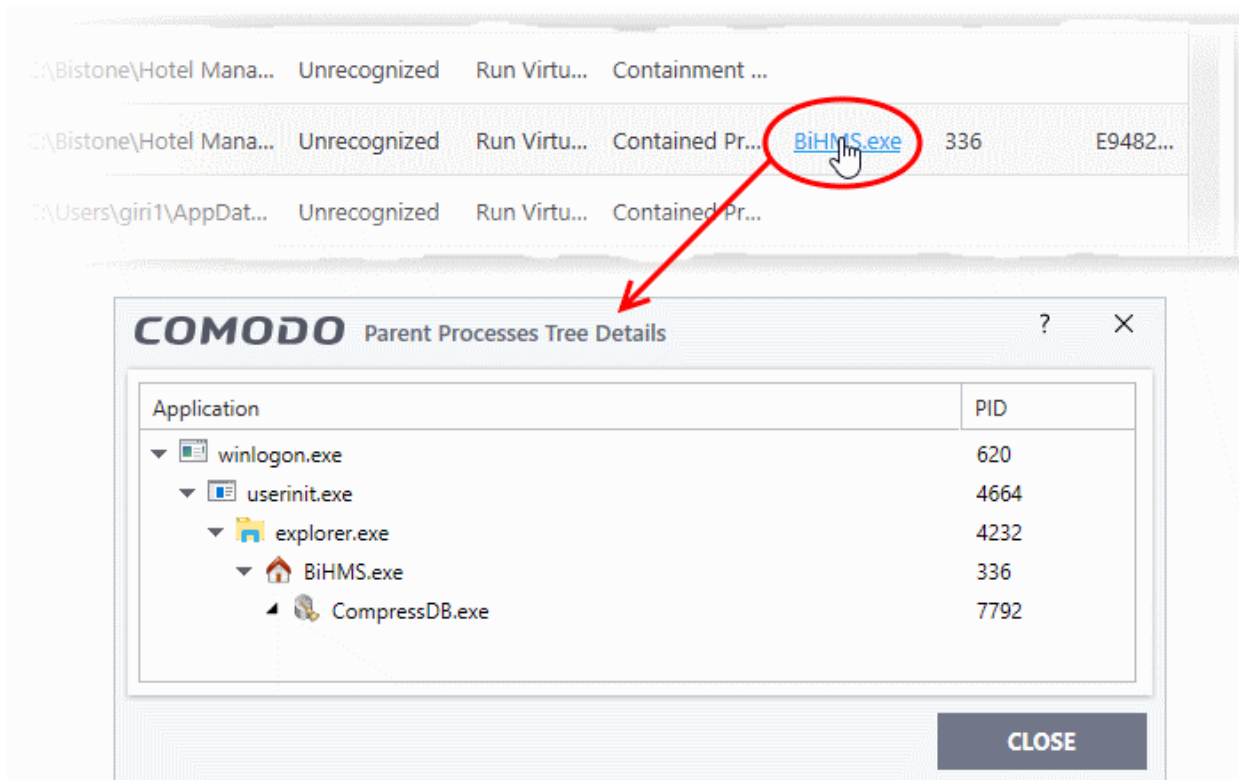 C:\Bistone\Hotel Mana... Unrecognized Run Virtu... Containment ...
C:\Bistone\Hotel Mana... Unrecognized Run Virtu... Contained Pr... BiHMS.exe 336 E9482...
C:\Users\giri1\AppDat... Unrecognized Run Virtu... Contained Pr...
COMODO Parent Processes Tree Details ?
Application PID
winlogon.exe 620
userinit.exe 4664
explorer.exe 4232
BiHMS.exe 336
CompressDB.exe 7792
CLOSE